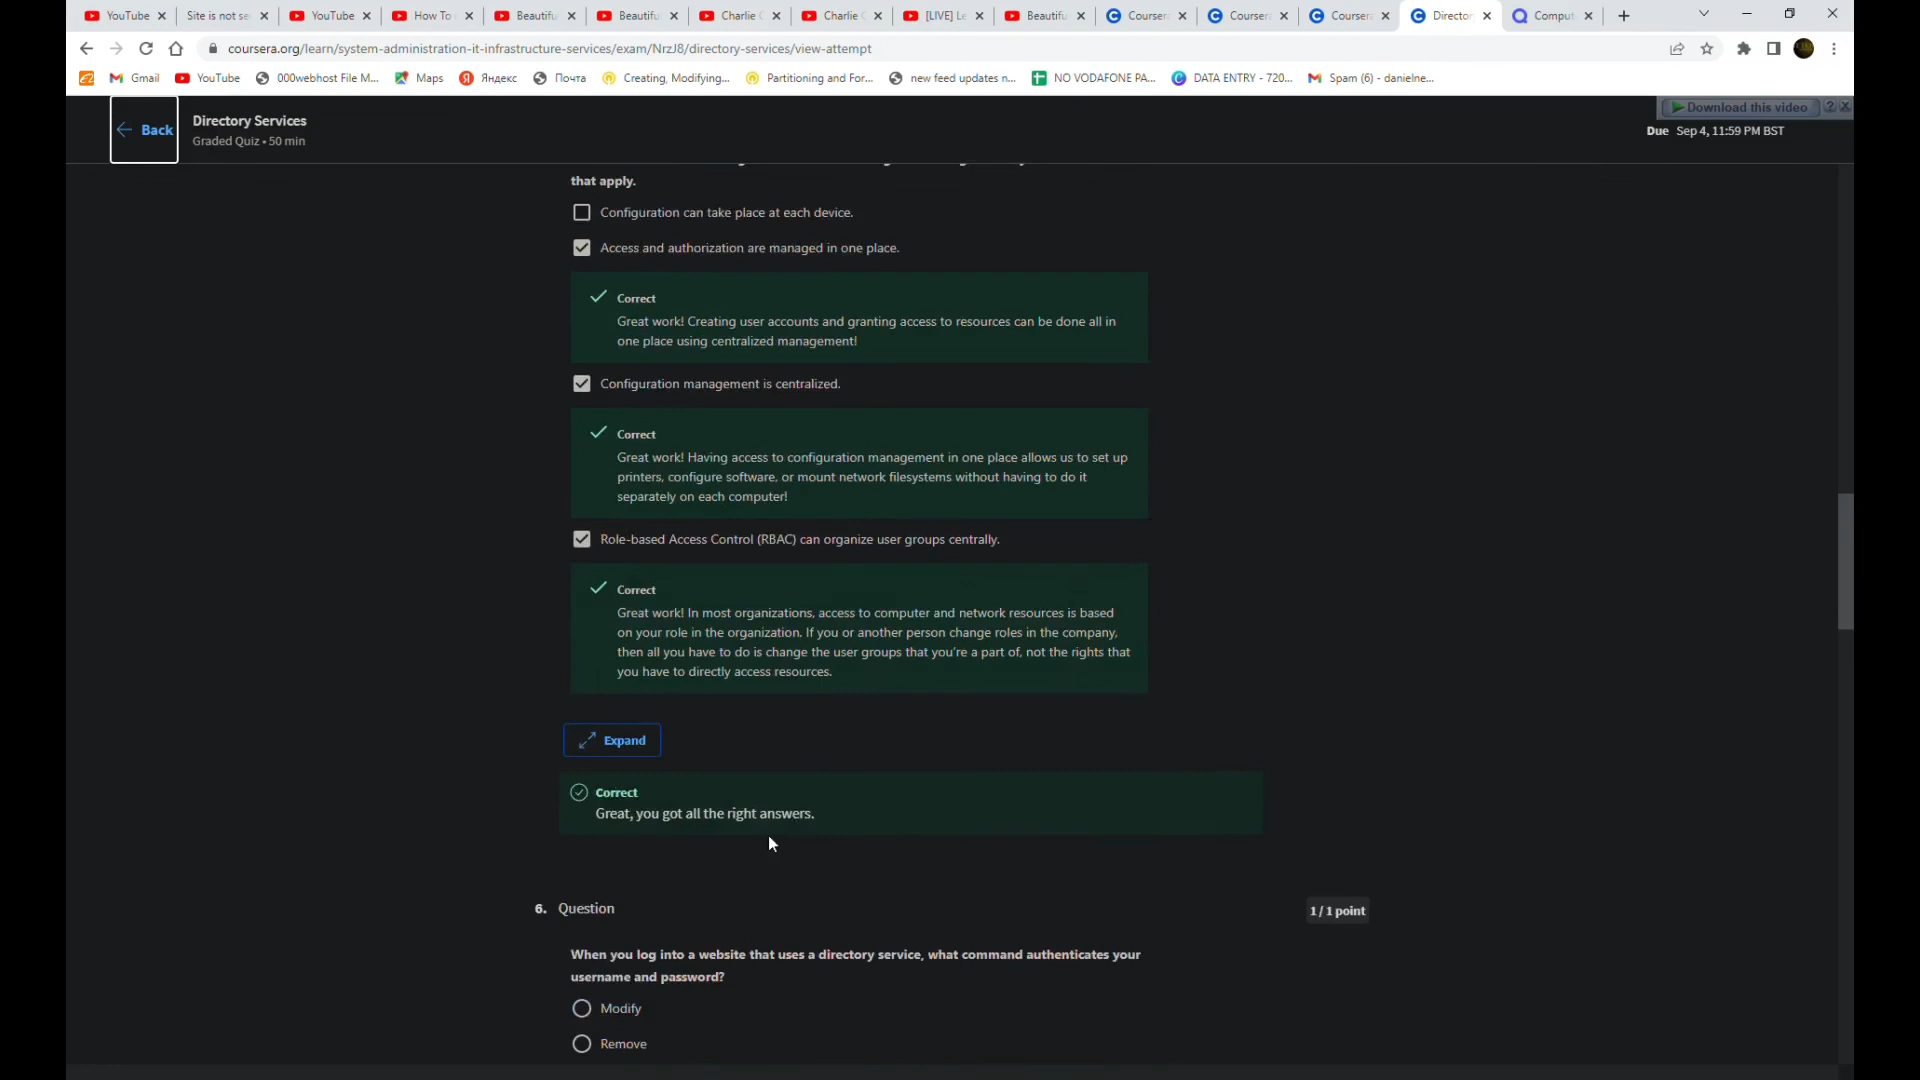 YouTube
Site is not se
YouTube
How To
Beautifu
Beautifu
Charlie C
Charlie C
[LIVE] Le
Beautifu
Coursera
Coursera
Coursera
Director
Comput
coursera.org/learn/system-administration-it-infrastructure-services/exam/NrzJ8/directory-services/view-attempt
Gmail
YouTube
000webhost File M...
Maps
Яндекс
Почта
Creating, Modifying...
Partitioning and For...
new feed updates n...
NO VODAFONE PA...
DATA ENTRY - 720...
Spam (6) - danielne...
Back
Directory Services
Graded Quiz • 50 min
Download this video ? X
Due Sep 4, 11:59 PM BST
that apply.
Configuration can take place at each device.
Access and authorization are managed in one place.
Correct
Great work! Creating user accounts and granting access to resources can be done all in
one place using centralized management!
Configuration management is centralized.
Correct
Great work! Having access to configuration management in one place allows us to set up
printers, configure software, or mount network filesystems without having to do it
separately on each computer!
Role-based Access Control (RBAC) can organize user groups centrally.
Correct
Great work! In most organizations, access to computer and network resources is based
on your role in the organization. If you or another person change roles in the company,
then all you have to do is change the user groups that you're a part of, not the rights that
you have to directly access resources.
Expand
Correct
Great, you got all the right answers.
6. Question
1 / 1 point
When you log into a website that uses a directory service, what command authenticates your
username and password?
Modify
Remove